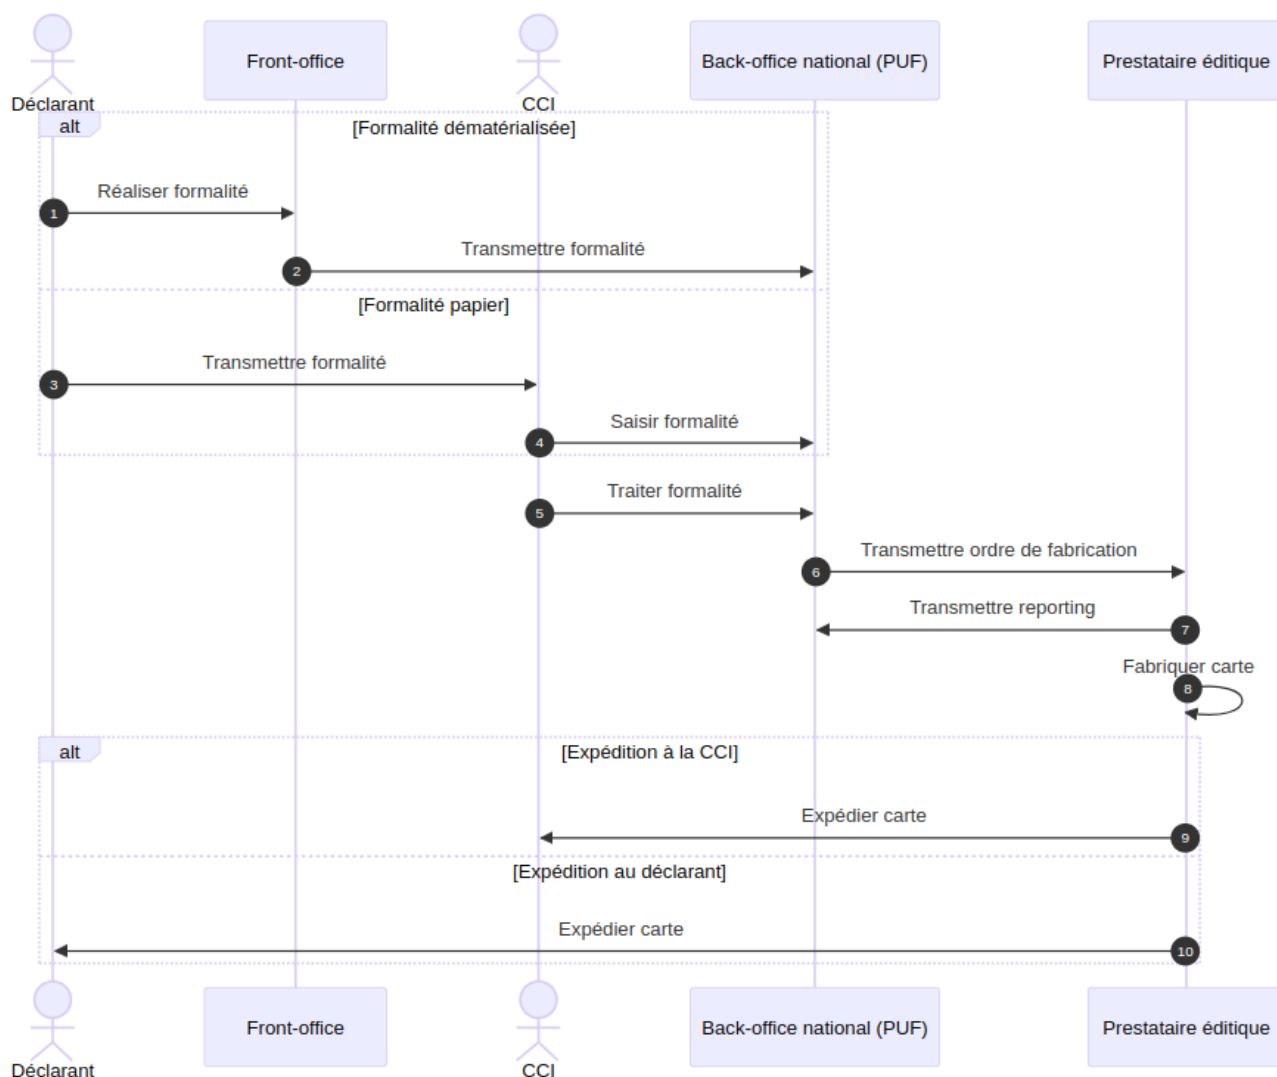 Front-office
Back-office national (PUF)
Prestataire éditique
Déclarant
CCI
alt
[Formalité dématérialisée]
Réaliser formalité
1
Transmettre formalité
2
[Formalité papier]
Transmettre formalité
3
Saisir formalité
4
Traiter formalité
5
Transmettre ordre de fabrication
6
Transmettre reporting
7
Fabriquer carte
8
alt
[Expédition à la CCI]
Expédier carte
9
[Expédition au déclarant]
Expédier carte
10
Front-office
Back-office national (PUF)
Prestataire éditique
Déclarant
CCI